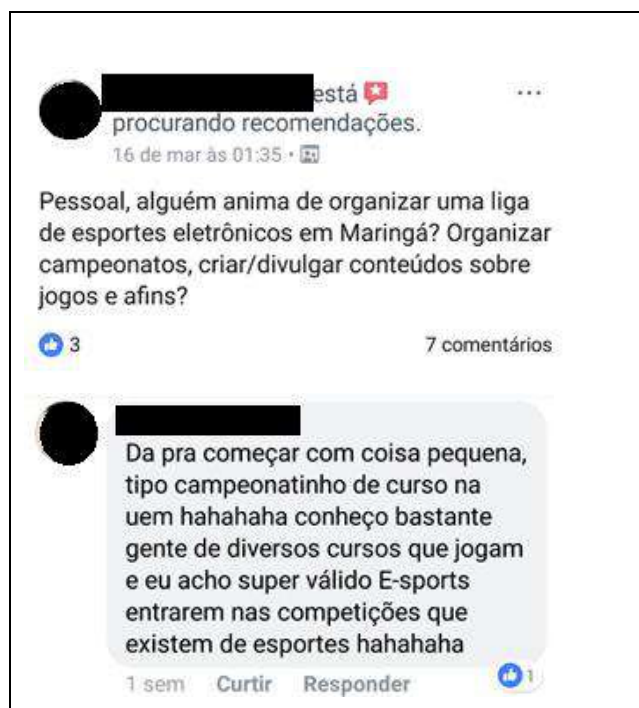 está
procurando recomendações.
16 de mar às 01:35 •
Pessoal, alguém anima de organizar uma liga
de esportes eletrônicos em Maringá? Organizar
campeonatos, criar/divulgar conteúdos sobre
jogos e afins?
3 7 comentários
Da pra começar com coisa pequena,
tipo campeonatinho de curso na
uem hahahaha conheço bastante
gente de diversos cursos que jogam
e eu acho super válido E-sports
entrarem nas competições que
existem de esportes hahahaha
1 sem Curtir Responder 1